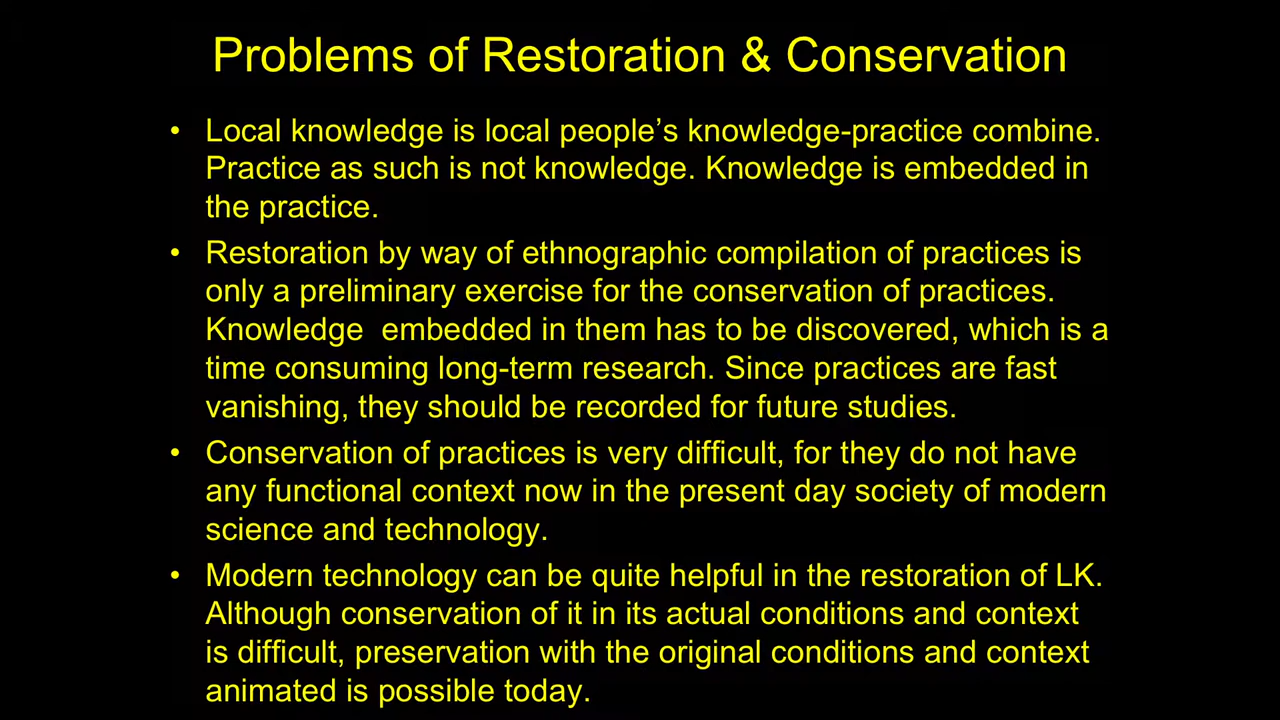 Problems of Restoration & Conservation
• Local knowledge is local people’s knowledge-practice combine.
Practice as such is not knowledge. Knowledge is embedded in
the practice.
• Restoration by way of ethnographic compilation of practices is
only a preliminary exercise for the conservation of practices.
Knowledge  embedded in them has to be discovered, which is a
time consuming long-term research. Since practices are fast
vanishing, they should be recorded for future studies.
• Conservation of practices is very difficult, for they do not have
any functional context now in the present day society of modern
science and technology.
• Modern technology can be quite helpful in the restoration of LK.
Although conservation of it in its actual conditions and context
is difficult, preservation with the original conditions and context
animated is possible today.